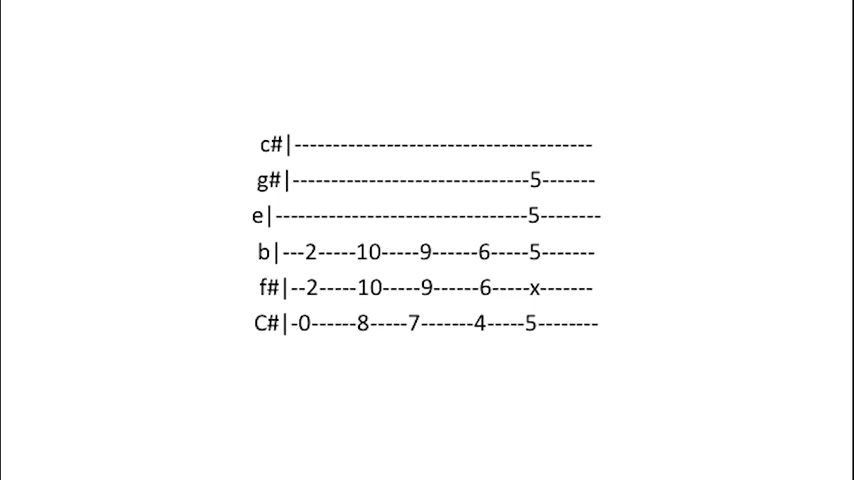 c#|---------------------------------------
g#|-------------------------------5-------
e|---------------------------------5--------
b|---2-----10-----9------6-----5-------
f#|--2-----10-----9------6-----x-------
C#|-0------8-----7-------4-----5--------